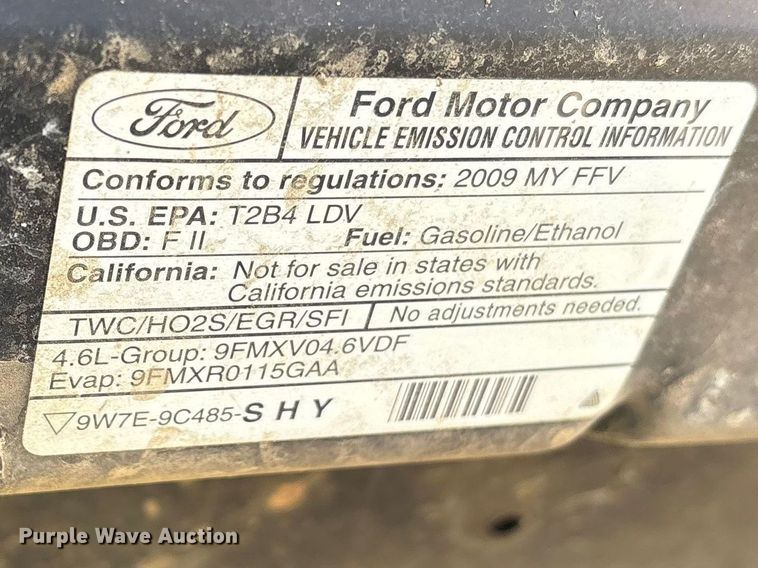 Ford
Ford Motor Company
VEHICLE EMISSION CONTROL INFORMATION
Conforms to regulations: 2009 MY FFV
U.S. EPA: T2B4 LDV
OBD: F II Fuel: Gasoline/Ethanol
California: Not for sale in states with
California emissions standards.
TWC/HO2S/EGR/SFI No adjustments needed.
4.6L-Group: 9FMXV04.6VDF
Evap: 9FMXR0115GAA
9W7E-9C485-SHY
Purple Wave Auction